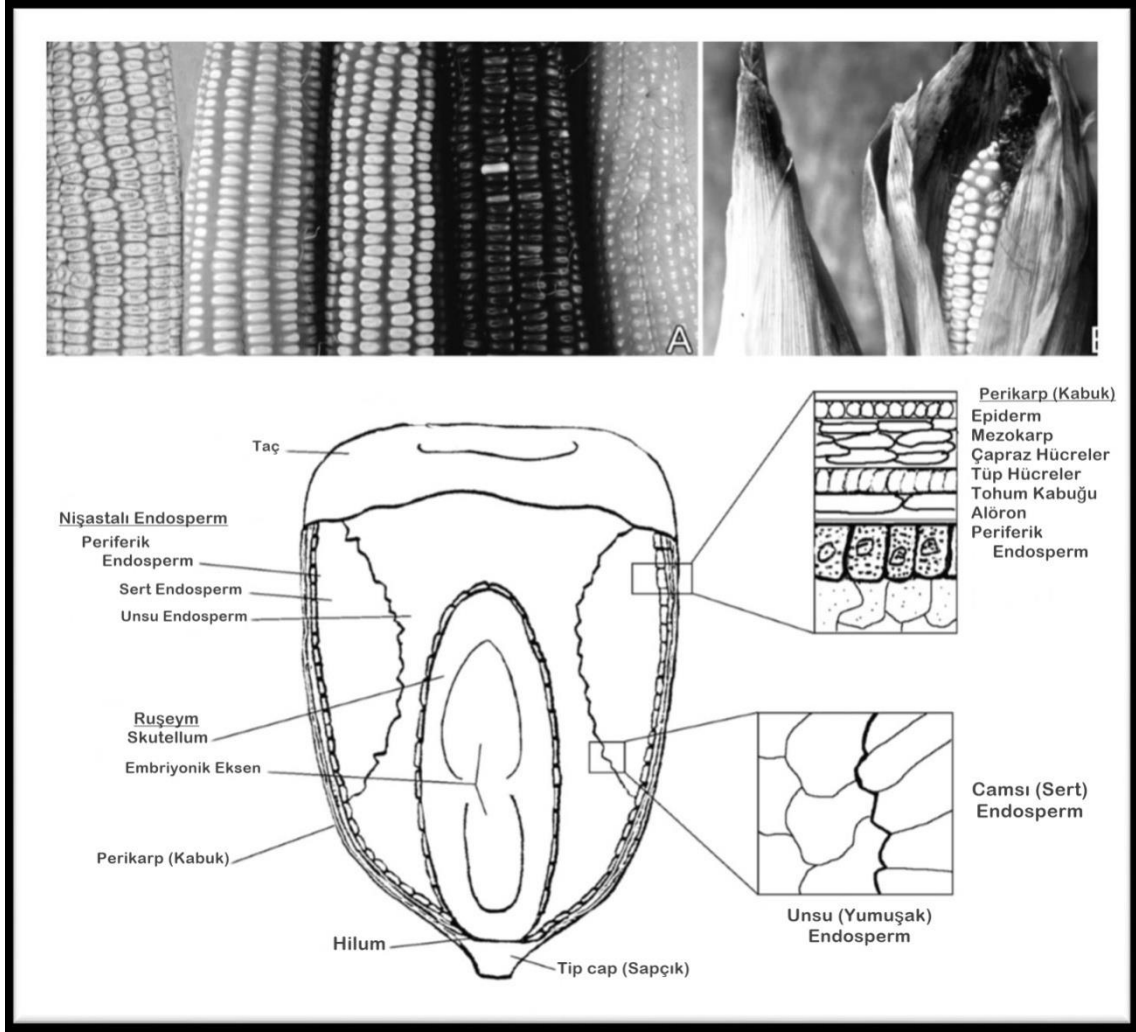 A
Taç
Nişastalı Endosperm
Periferik
Endosperm
Sert Endosperm
Unsu Endosperm
Ruşeym
Skutellum
Embriyonik Eksen
Perikarp (Kabuk)
Hilum
Tip cap (Sapçık)
Perikarp (Kabuk)
Epiderm
Mezokarp
Çapraz Hücreler
Tüp Hücreler
Tohum Kabuğu
Alöron
Periferik
Endosperm
Camsı (Sert)
Endosperm
Unsu (Yumuşak)
Endosperm